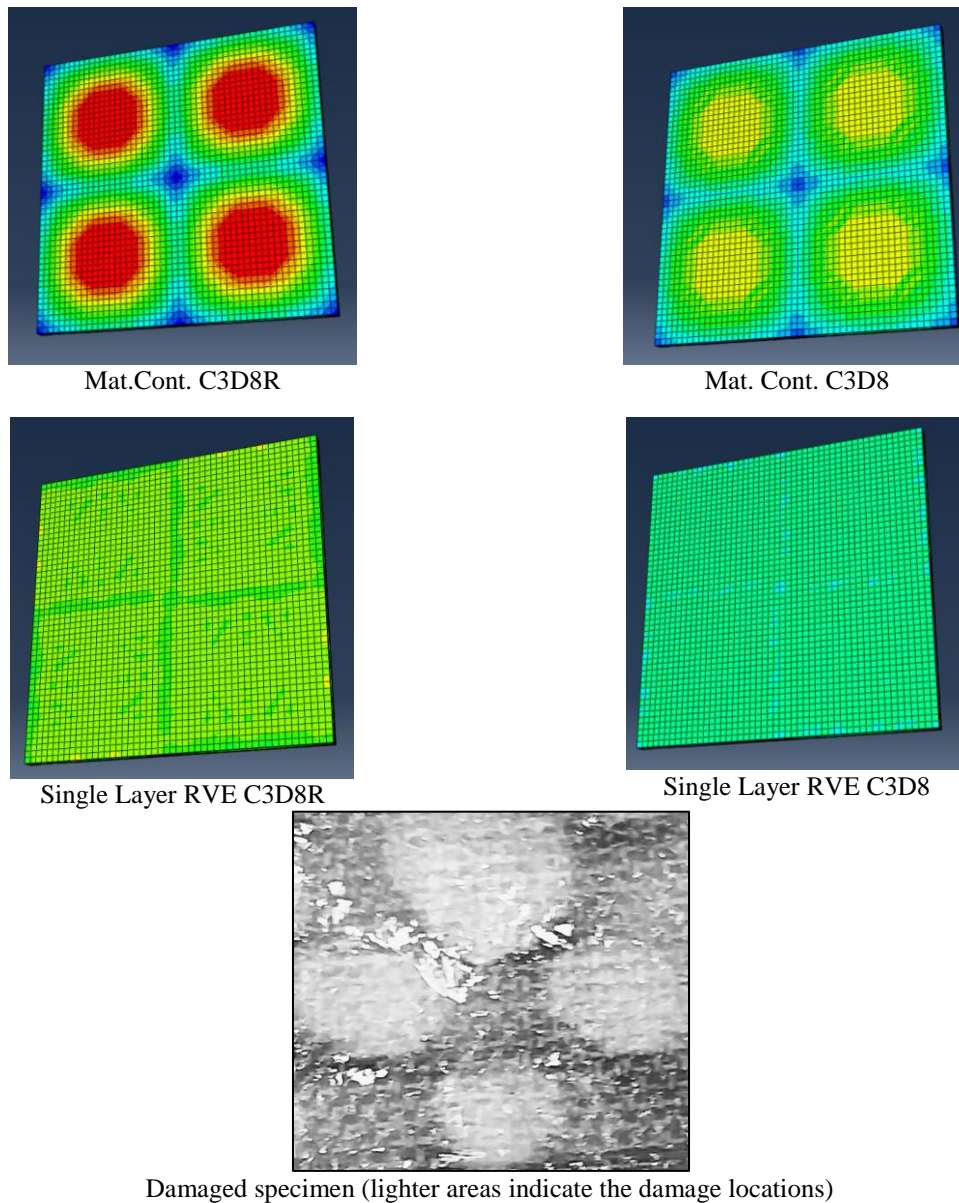 Mat.Cont. C3D8R
Mat. Cont. C3D8
Single Layer RVE C3D8R
Single Layer RVE C3D8
Damaged specimen (lighter areas indicate the damage locations)